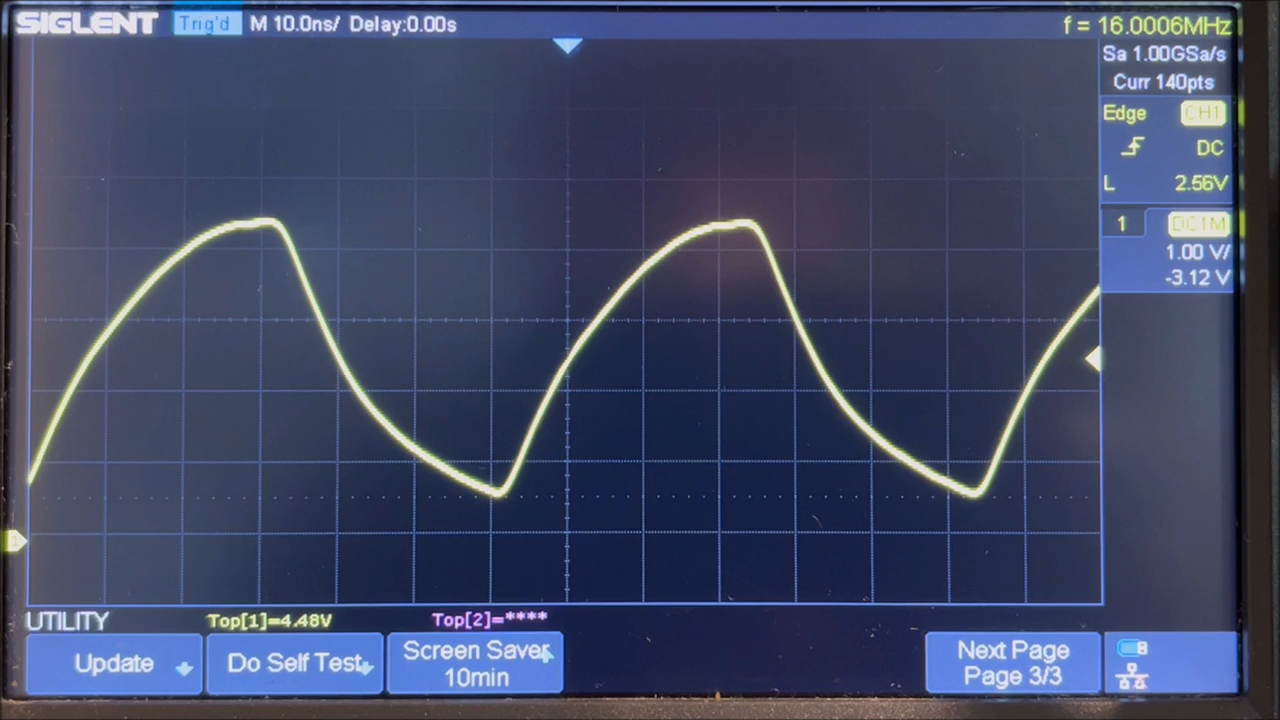 SIGLENT Trig'd M 10.0ns/ Delay:0.00s f = 16.0006MHz
Sa 1.00GSa/s
Curr 140pts
Edge CH1
DC
L 2.56V
1 DC1M
1.00 V/
-3.12 V
1
UTILITY Top[1]=4.48V Top[2]=****
Update Do Self Test Screen Saver
10min
Next Page
Page 3/3